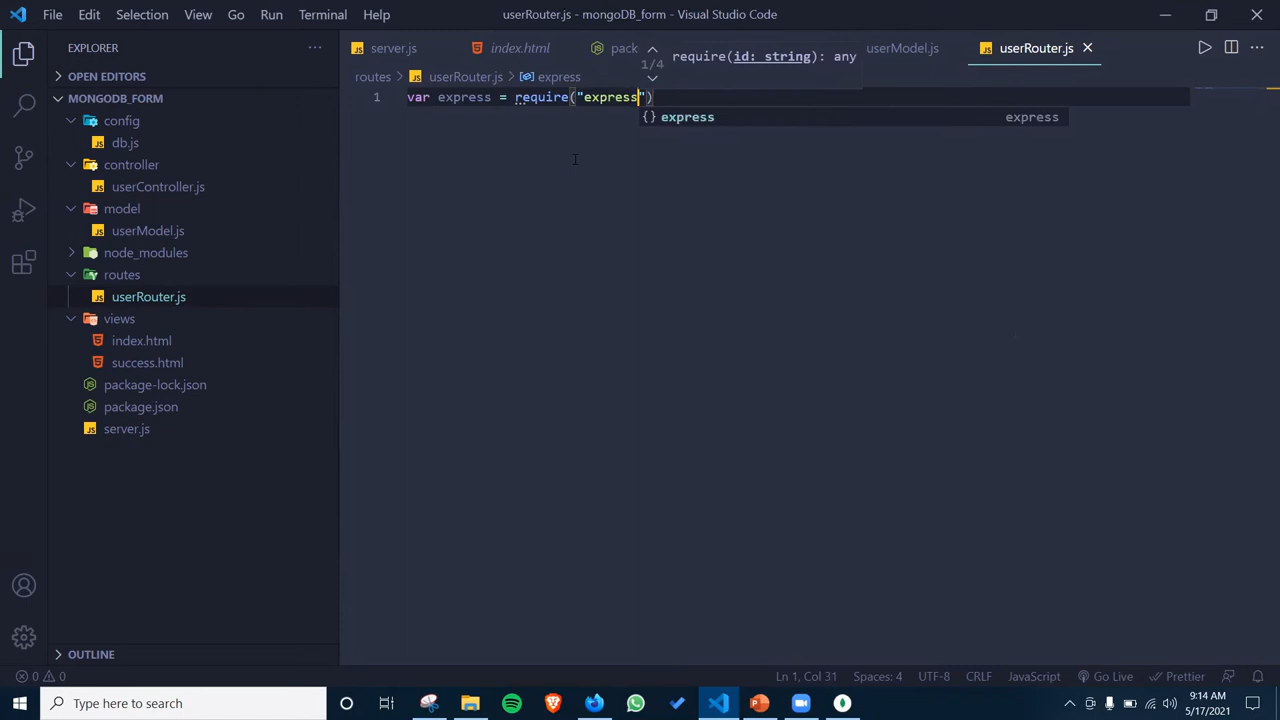 File Edit Selection View Go Run Terminal Help
userRouter.js - mongoDB_form - Visual Studio Code
EXPLORER
server.js
index.html
pack
userModel.js
userRouter.js
1/4
require(id: string): any
routes > userRouter.js > express
1 var express = require("express")
express express
OPEN EDITORS
MONGODB_FORM
config
db.js
controller
userController.js
model
userModel.js
node_modules
routes
userRouter.js
views
index.html
success.html
package-lock.json
package.json
server.js
OUTLINE
0 0
Ln 1, Col 31 Spaces: 4 UTF-8 CRLF JavaScript Go Live Prettier
Type here to search
9:14 AM
5/17/2021